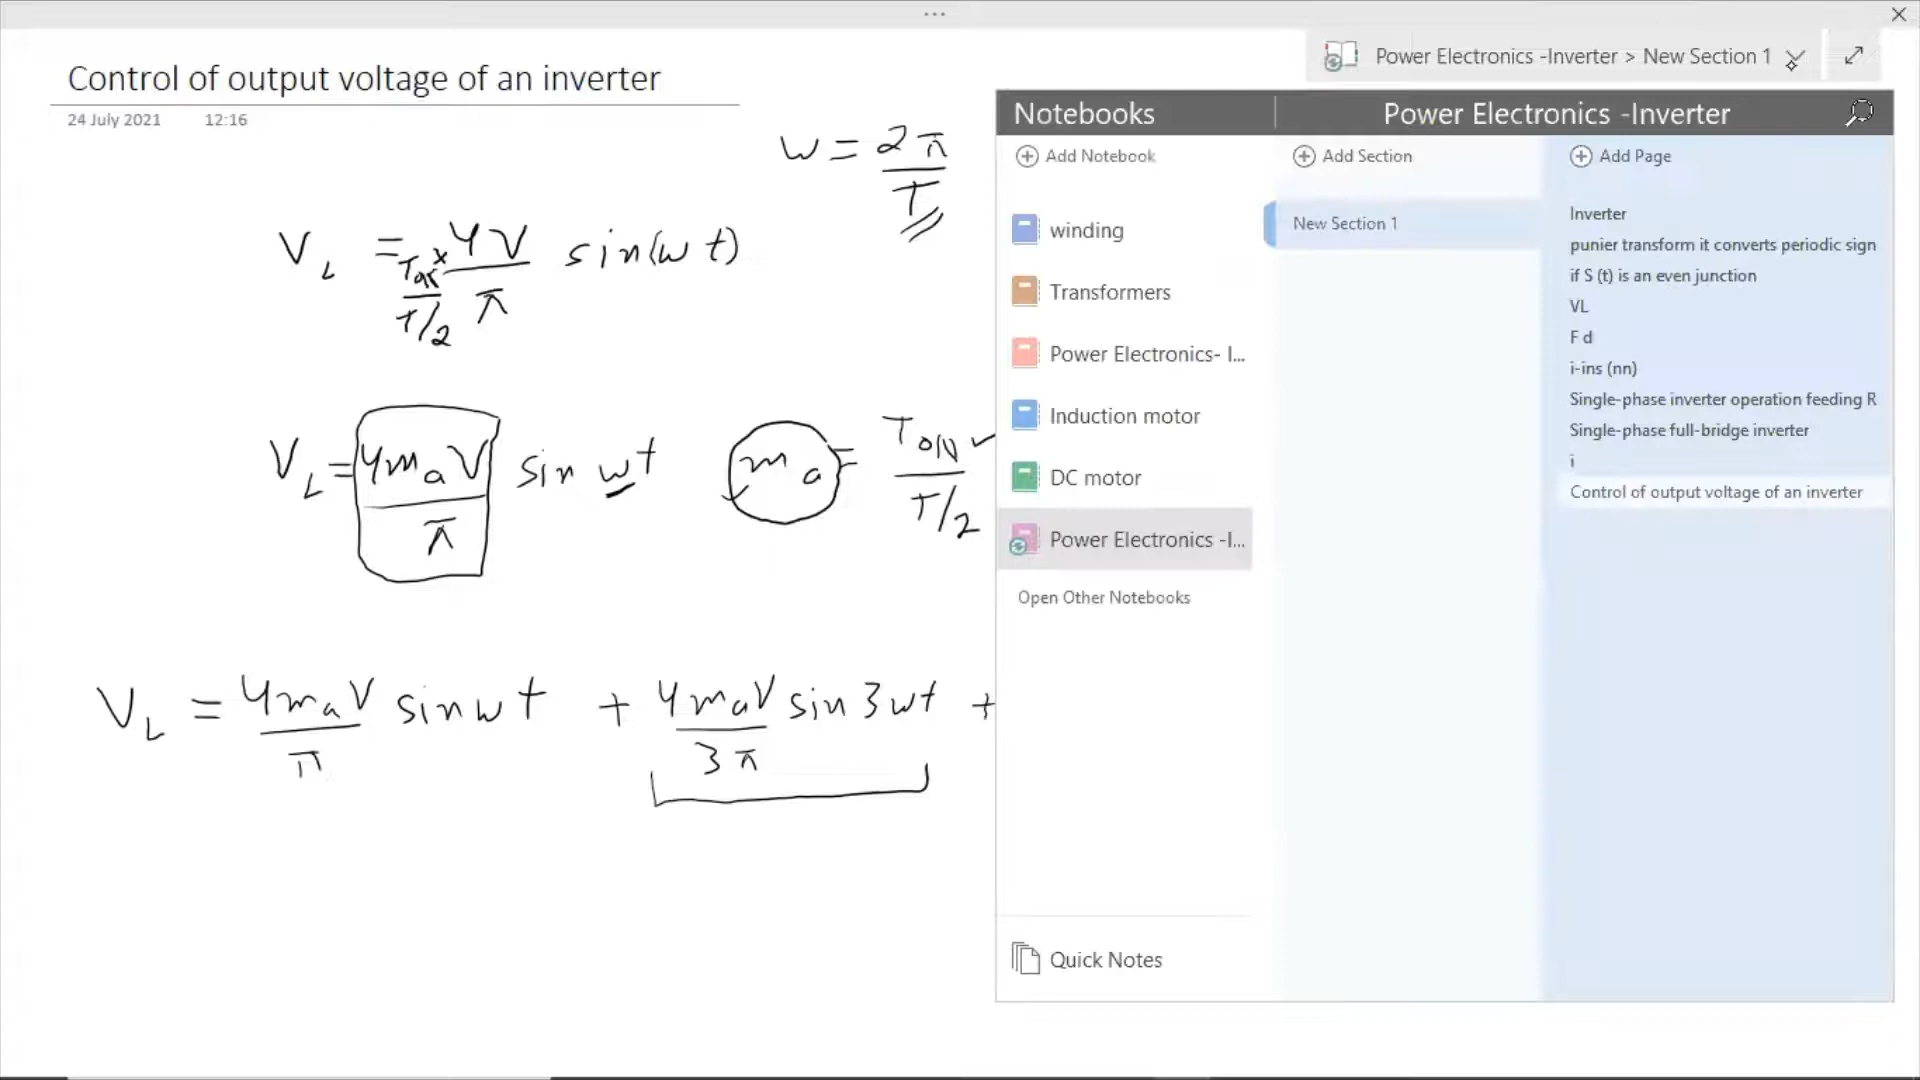 Control of output voltage of an inverter
24 July 2021 12:16
w = 2π / T
V_L = T_ON / T/2 × 4V / π sin(wt)
V_L = 4m_aV / π sin wt m_a = T_ON / T/2
V_L = 4m_aV / π sin wt + 4m_aV / 3π sin 3wt +
Power Electronics -Inverter > New Section 1
Notebooks
Power Electronics -Inverter
Add Notebook
winding
Transformers
Power Electronics- I...
Induction motor
DC motor
Power Electronics -I...
Open Other Notebooks
Quick Notes
Add Section
New Section 1
Add Page
Inverter
punier transform it converts periodic sign
if S (t) is an even junction
VL
F d
i-ins (nn)
Single-phase inverter operation feeding R
Single-phase full-bridge inverter
i
Control of output voltage of an inverter